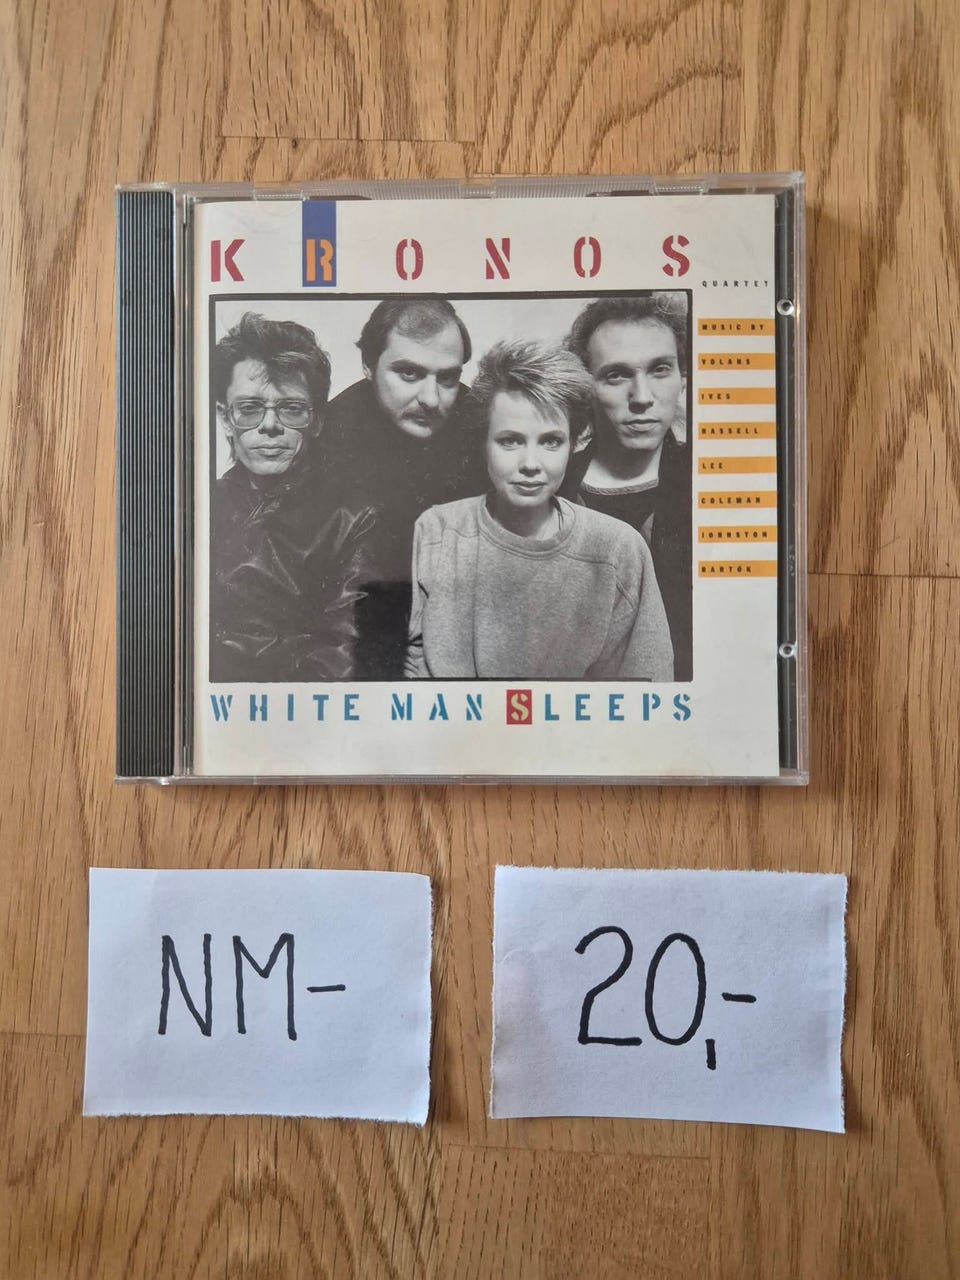 KRONOS
QUARTET
MUSIC BY
VOLANS
IVES
HASSELL
LEE
COLEMAN
JOHNSTON
BARTÓK
WHITE MAN SLEEPS
NM-
20,-